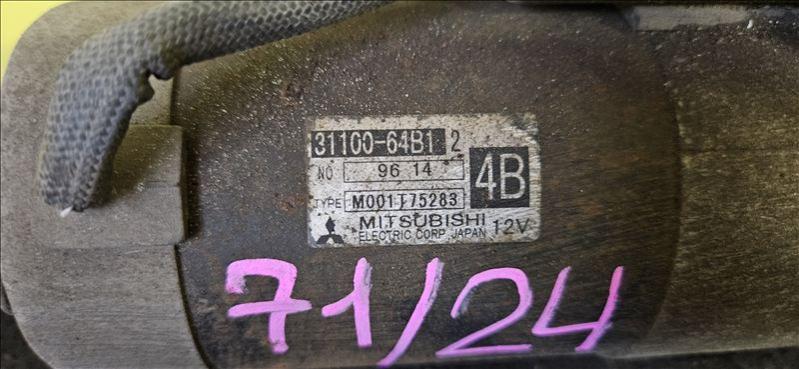 31100-64B1 2
NO 96 14
4B
TYPE M001T75283
MITSUBISHI
ELECTRIC CORP. JAPAN 12V
71/24